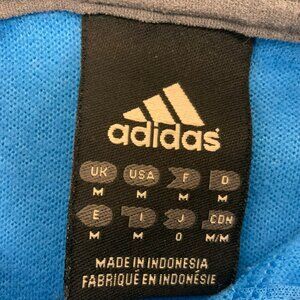 adidas
UK USA F D
M M M M
E I J CDN
M M O M/M
MADE IN INDONESIA
FABRIQUÉ EN INDONÉSIE